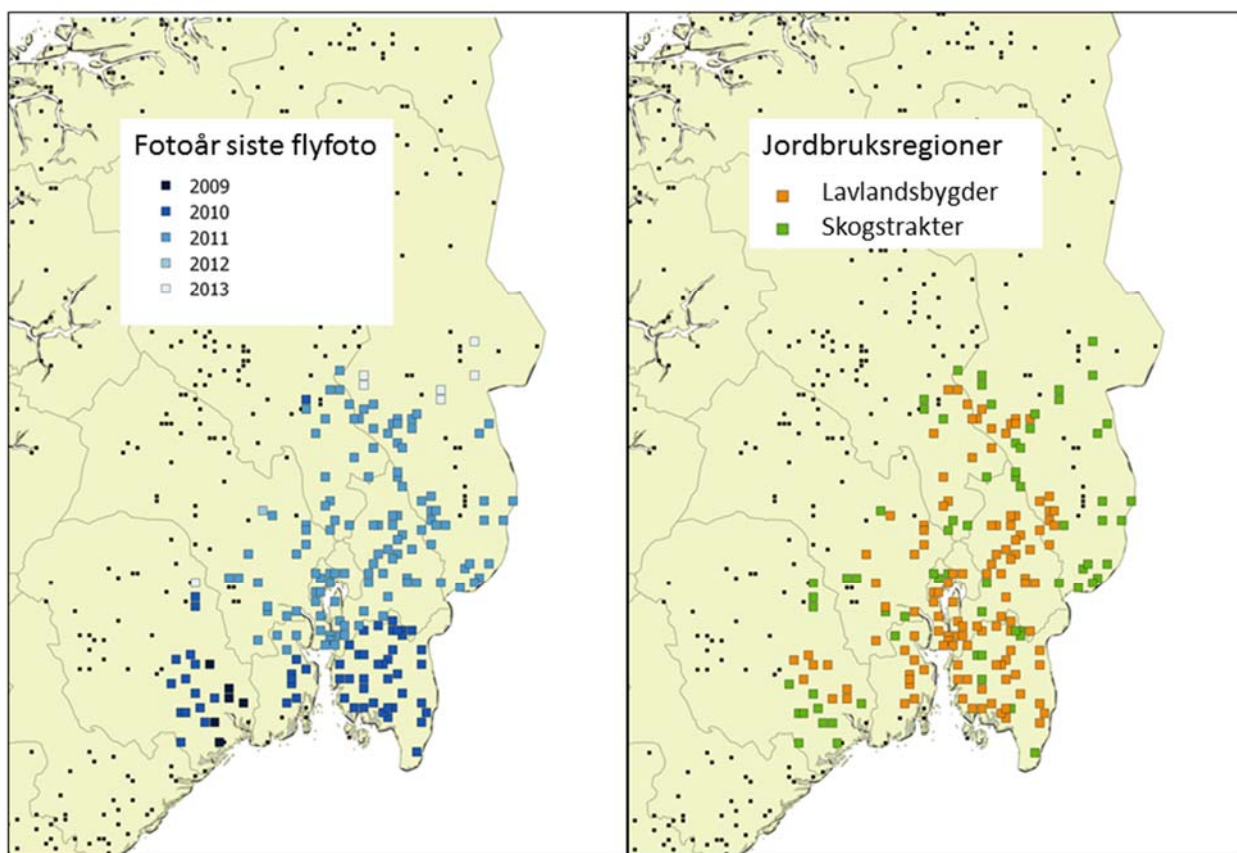 Fotoår siste flyfoto
2009
2010
2011
2012
2013
Jordbruksregioner
Lavlandsbygder
Skogstrakter